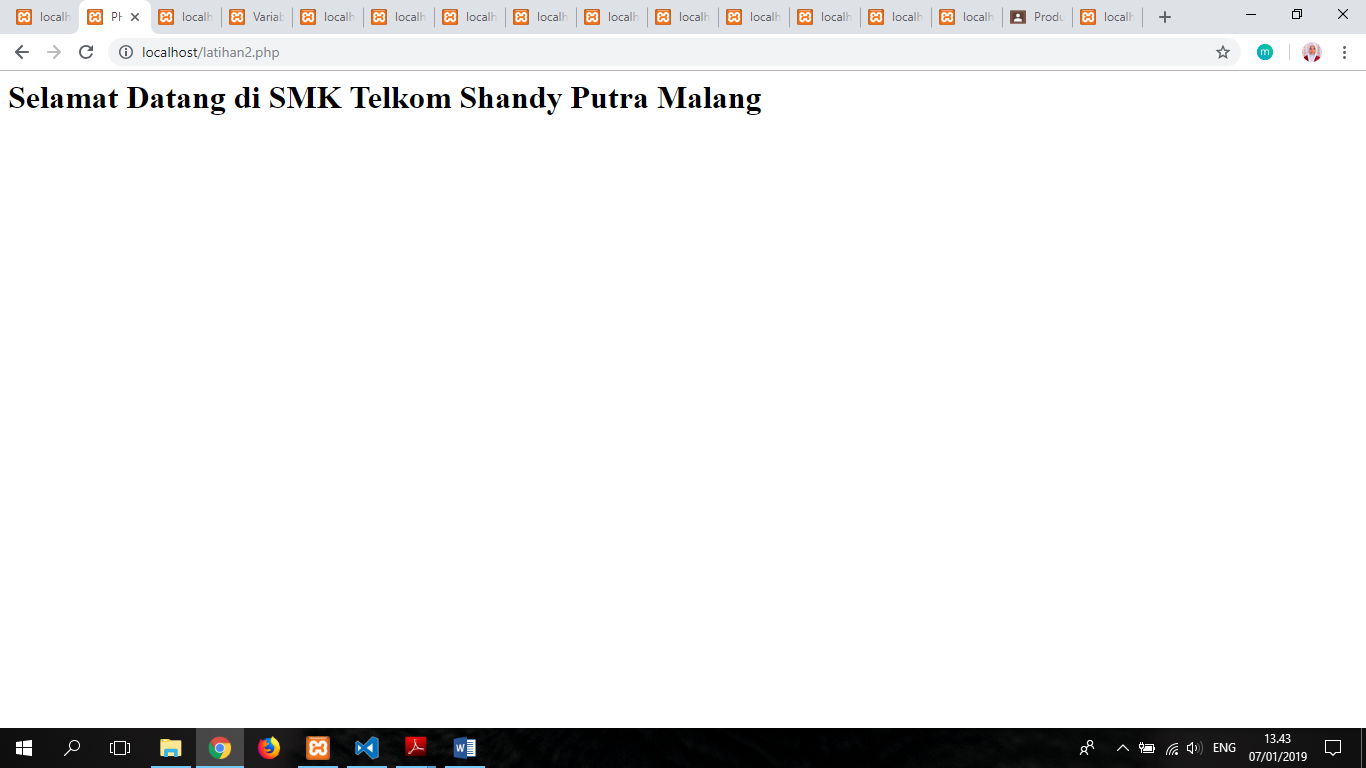 localh PH localh Variab localh localh localh localh localh localh localh localh localh localh Produ localh
localhost/latihan2.php
m
Selamat Datang di SMK Telkom Shandy Putra Malang
ENG
13.43
07/01/2019